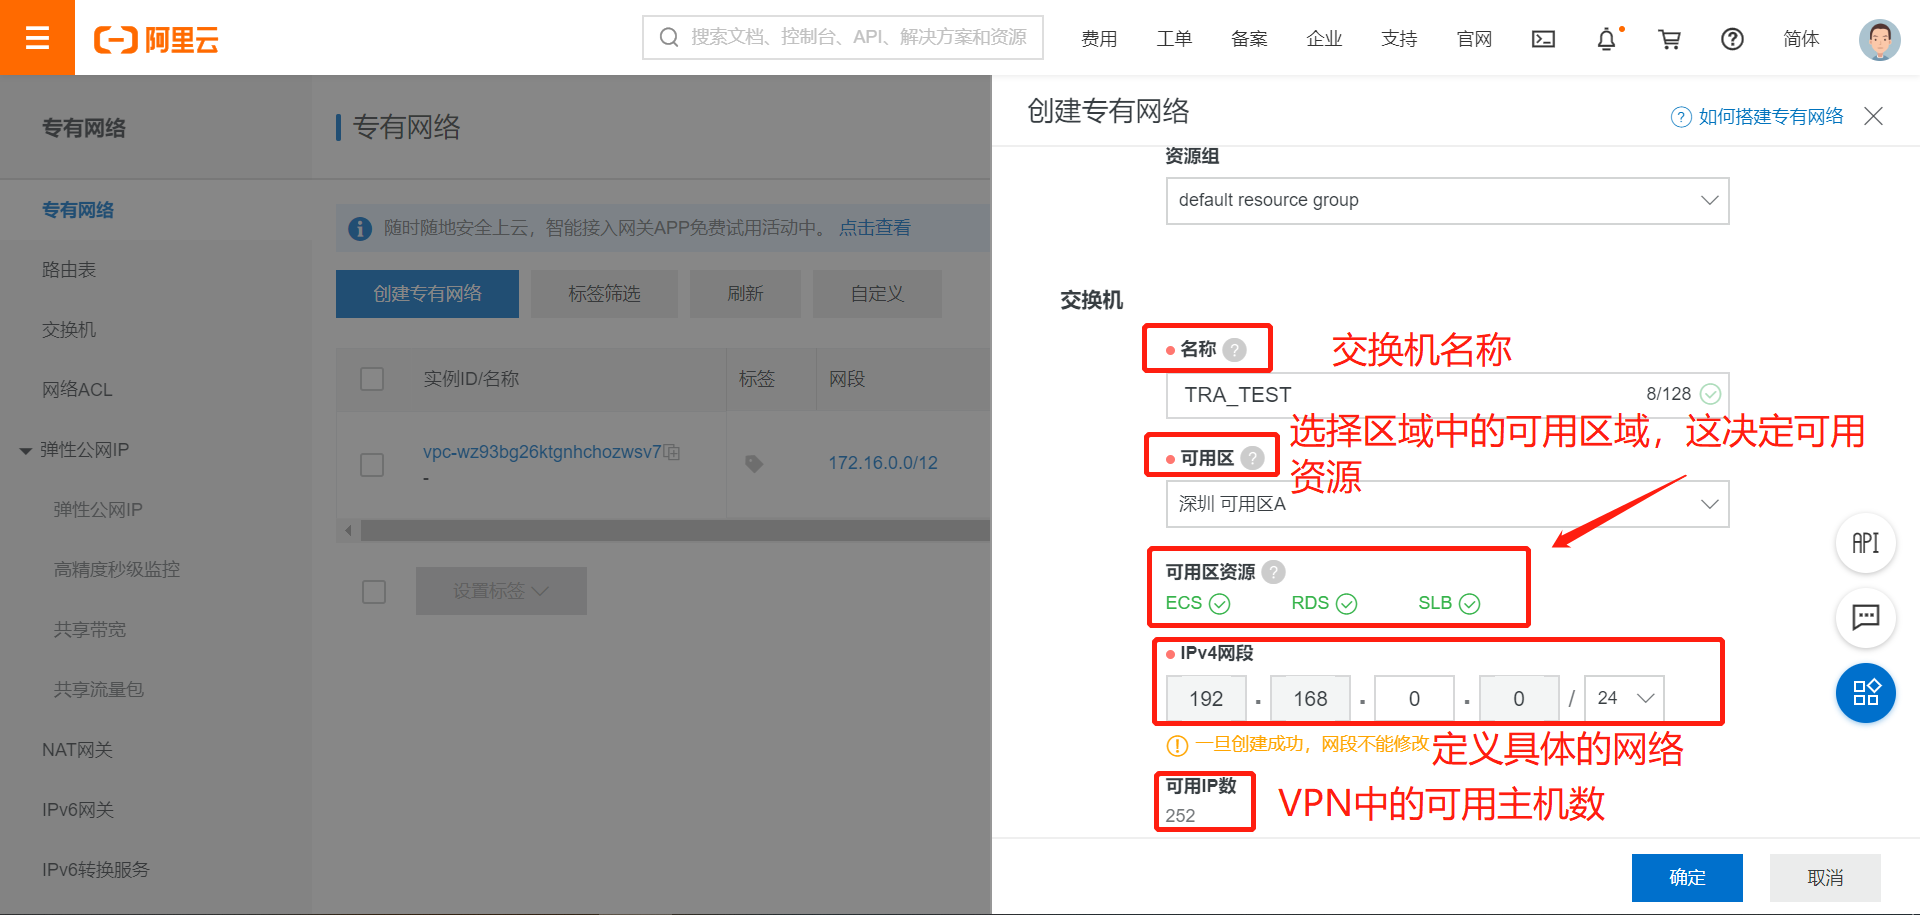 阿里云
搜索文档、控制台、API、解决方案和资源
费用 工单 备案 企业 支持 官网 简体
专有网络
专有网络
路由表
交换机
网络ACL
弹性公网IP
弹性公网IP
高精度秒级监控
共享带宽
共享流量包
NAT网关
IPv6网关
IPv6转换服务
专有网络
随时随地安全上云，智能接入网关APP免费试用活动中。 点击查看
创建专有网络 标签筛选 刷新 自定义
实例ID/名称 标签 网段
vpc-wz93bg26ktgnhchozwsv7 172.16.0.0/12
-
设置标签
创建专有网络
? 如何搭建专有网络
资源组
default resource group
交换机
名称 ? 交换机名称
TRA_TEST 8/128
选择区域中的可用区域，这决定可用
资源
可用区 ?
深圳 可用区A
可用区资源 ?
ECS RDS SLB
IPv4网段
192 . 168 . 0 . 0 / 24
一旦创建成功，网段不能修改
定义具体的网络
可用IP数
252
VPN中的可用主机数
确定 取消
API